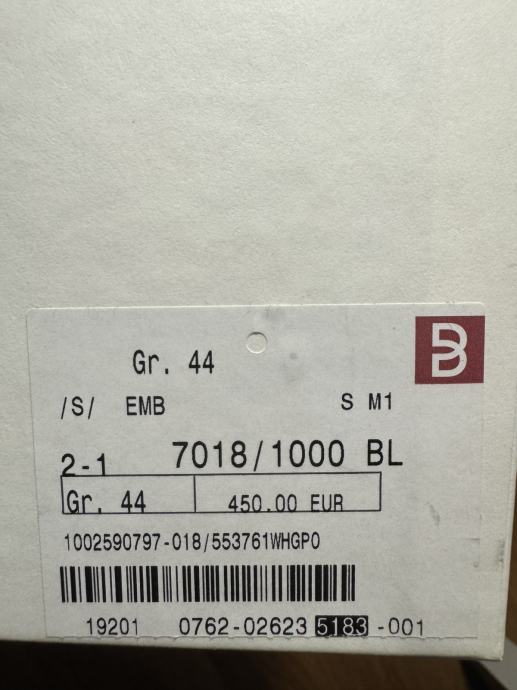 Gr. 44
/S/ EMB S M1
2-1 7018/1000 BL
Gr. 44 450.00 EUR
1002590797-018/553761WHGP0
19201 0762-02623 5183 -001